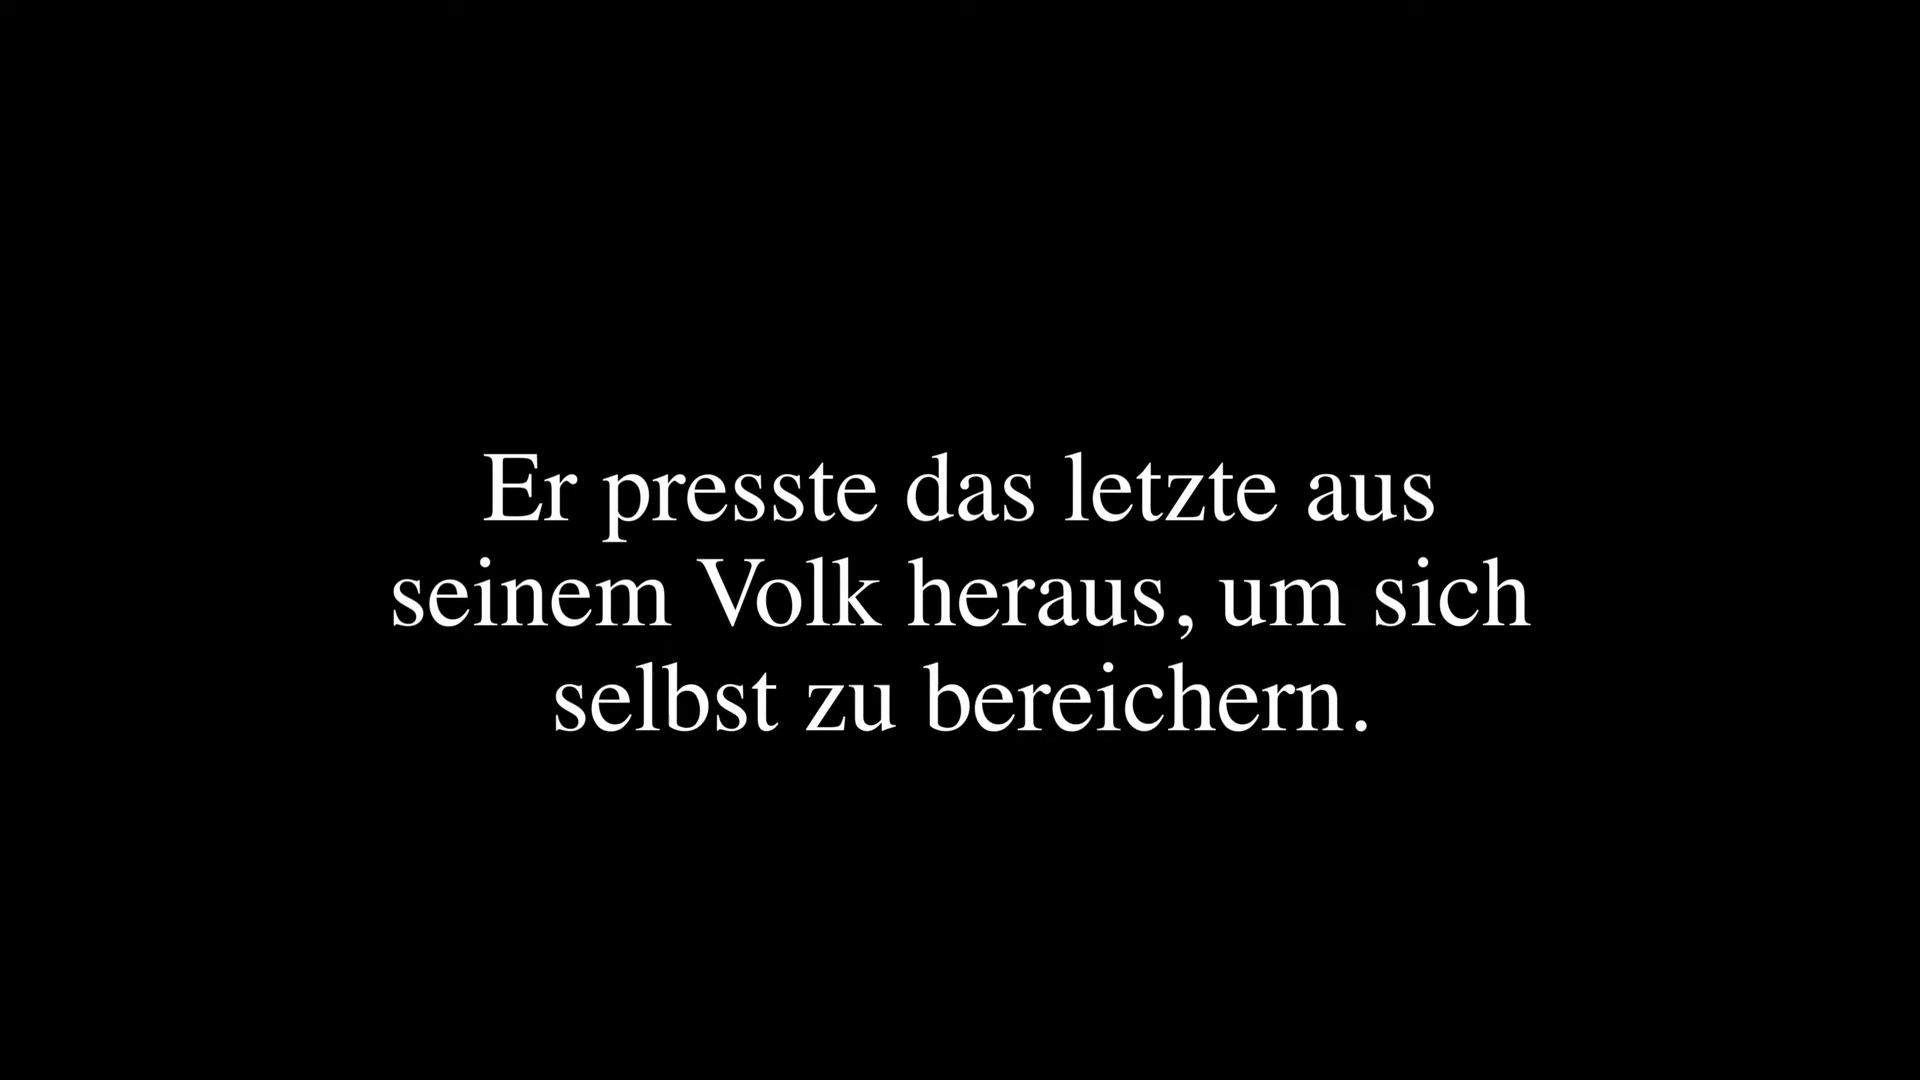 Er presste das letzte aus
seinem Volk heraus, um sich
selbst zu bereichern.